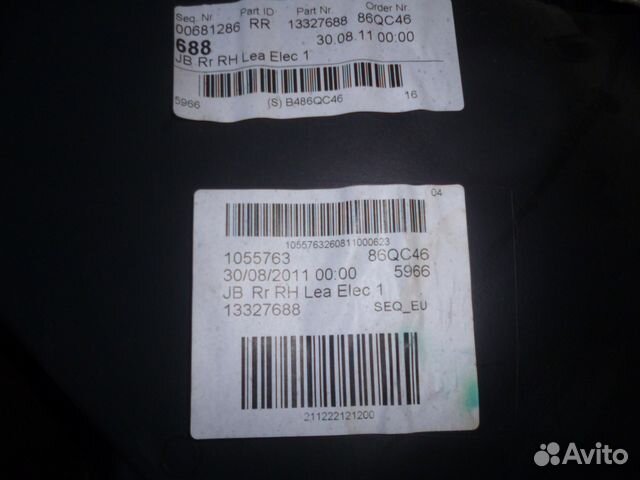 Seq. Nr. Part ID Part Nr. Order Nr
00681286 RR 13327688 86QC46
688 30.08.11 00:00
JB Rr RH Lea Elec 1
5966 (S) B486QC46 16
04
1055763260811000623
1055763 86QC46
30/08/2011 00:00 5966
JB Rr RH Lea Elec 1
13327688 SEQ_EU
211222121200
Avito